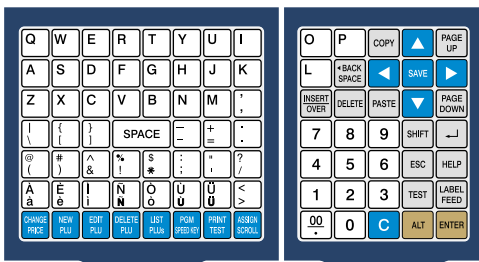 Q W E R T Y U I
A S D F G H J K
Z X C V B N M ' ,
| { } SPACE – +  .
\ [ ] _ = .
@ # ^ % $ : " ?
( ) & ! * ; ' /
À É Ì Ñ Ò Ù Ü <
à è ì Ñ ò Ù Ü >
CHANGE PRICE NEW PLU EDIT PLU DELETE PLU LIST PLUs PGM SPEED KEY PRINT TEST ASSIGN SCROLL
O P COPY ▲ PAGE UP
L ◂BACK SPACE ◀ SAVE ▶
INSERT OVER DELETE PASTE ▼ PAGE DOWN
7 8 9 SHIFT ↵
4 5 6 ESC HELP
1 2 3 TEST LABEL FEED
00 . 0 C ALT ENTER